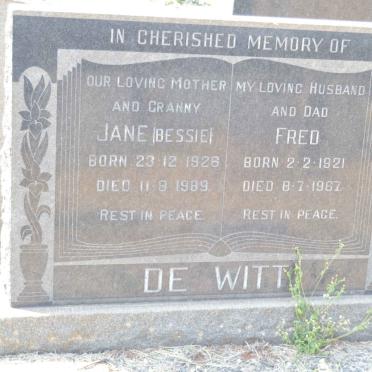 IN CHERISHED MEMORY OF
OUR LOVING MOTHER
AND GRANNY
JANE (BESSIE)
BORN 23·12·1928
DIED 11·8·1989
REST IN PEACE.
MY LOVING HUSBAND
AND DAD
FRED
BORN 2·2·1921
DIED 8·7·1967
REST IN PEACE.
DE WITT